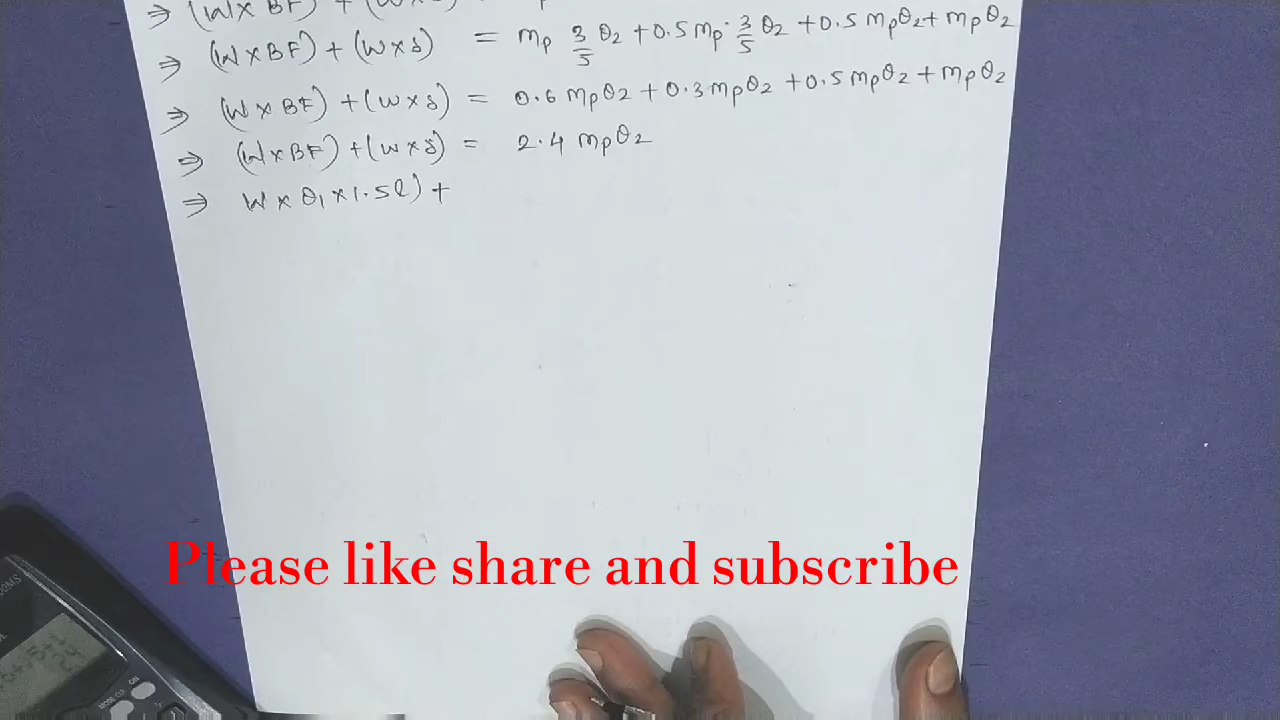 ⇒ (W × BF) + (W × δ
⇒ (W × BF) + (W × δ) = Mp 3/5 θ2 + 0.5 Mp · 3/5 θ2 + 0.5 Mpθ2 + Mpθ2
⇒ (W × BF) + (W × δ) = 0.6 Mpθ2 + 0.3 Mpθ2 + 0.5 Mpθ2 + Mpθ2
⇒ (W × BF) + (W × δ) = 2.4 Mpθ2
⇒ W × θ1 × 1.5l) +
Please like share and subscribe